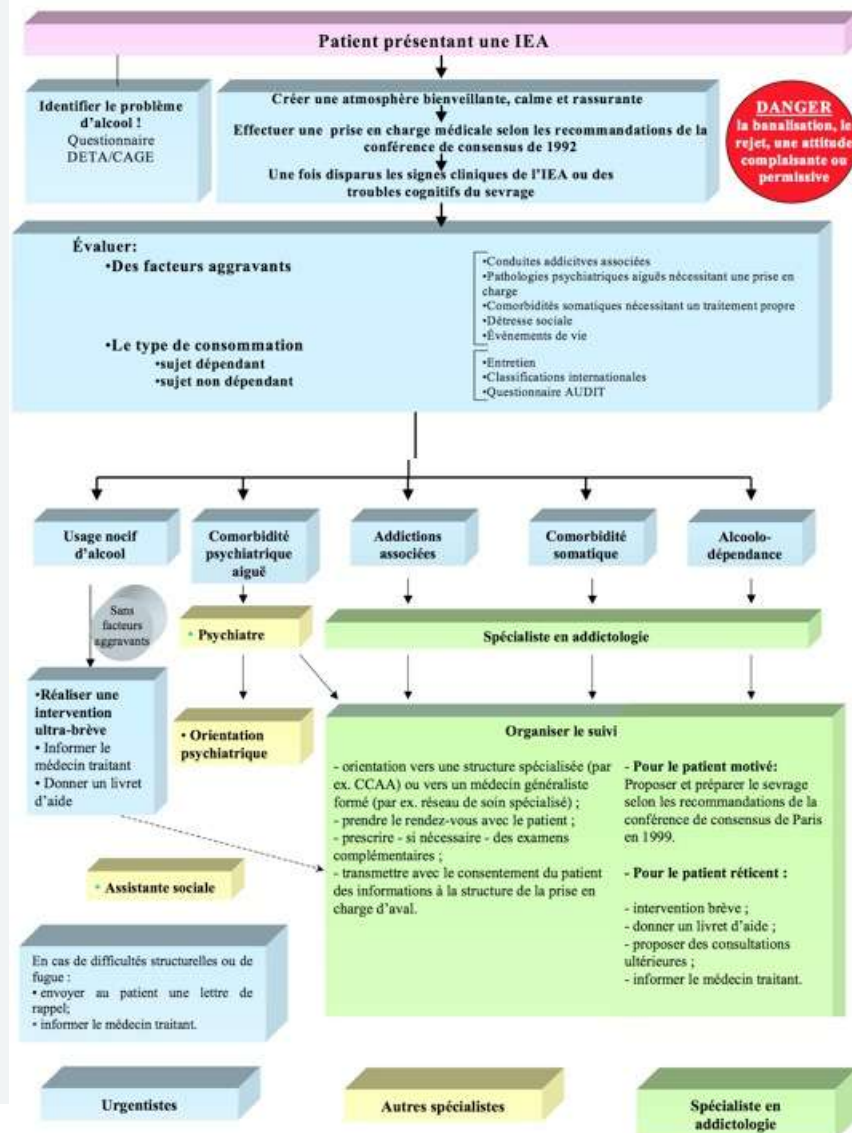 Patient présentant une IEA
Identifier le problème
d'alcool !
Questionnaire
DETA/CAGE
Créer une atmosphère bienveillante, calme et rassurante
Effectuer une prise en charge médicale selon les recommandations de la
conférence de consensus de 1992
Une fois disparus les signes cliniques de l'IEA ou des
troubles cognitifs du sevrage
DANGER
la banalisation, le
rejet, une attitude
complaisante ou
permissive
Évaluer:
•Des facteurs aggravants
•Conduites addicitves associées
•Pathologies psychiatriques aiguës nécessitant une prise en
charge
•Comorbidités somatiques nécessitant un traitement propre
•Détresse sociale
•Événements de vie
•Le type de consommation
•sujet dépendant
•sujet non dépendant
•Entretien
•Classifications internationales
•Questionnaire AUDIT
Usage nocif
d'alcool
Comorbidité
psychiatrique
aiguë
Addictions
associées
Comorbidité
somatique
Alcoolo-
dépendance
Sans
facteurs
aggravants
• Psychiatre
Spécialiste en addictologie
•Réaliser une
intervention
ultra-brève
• Informer le
médecin traitant
• Donner un livret
d'aide
• Orientation
psychiatrique
Organiser le suivi
- orientation vers une structure spécialisée (par
ex. CCAA) ou vers un médecin généraliste
formé (par ex. réseau de soin spécialisé) ;
- prendre le rendez-vous avec le patient ;
- prescrire - si nécessaire - des examens
complémentaires ;
- transmettre avec le consentement du patient
des informations à la structure de la prise en
charge d'aval.
- Pour le patient motivé:
Proposer et préparer le sevrage
selon les recommandations de la
conférence de consensus de Paris
en 1999.
- Pour le patient réticent :
- intervention brève ;
- donner un livret d'aide ;
- proposer des consultations
ultérieures ;
- informer le médecin traitant.
• Assistante sociale
En cas de difficultés structurelles ou de
fugue :
• envoyer au patient une lettre de
rappel;
• informer le médecin traitant.
Urgentistes
Autres spécialistes
Spécialiste en
addictologie